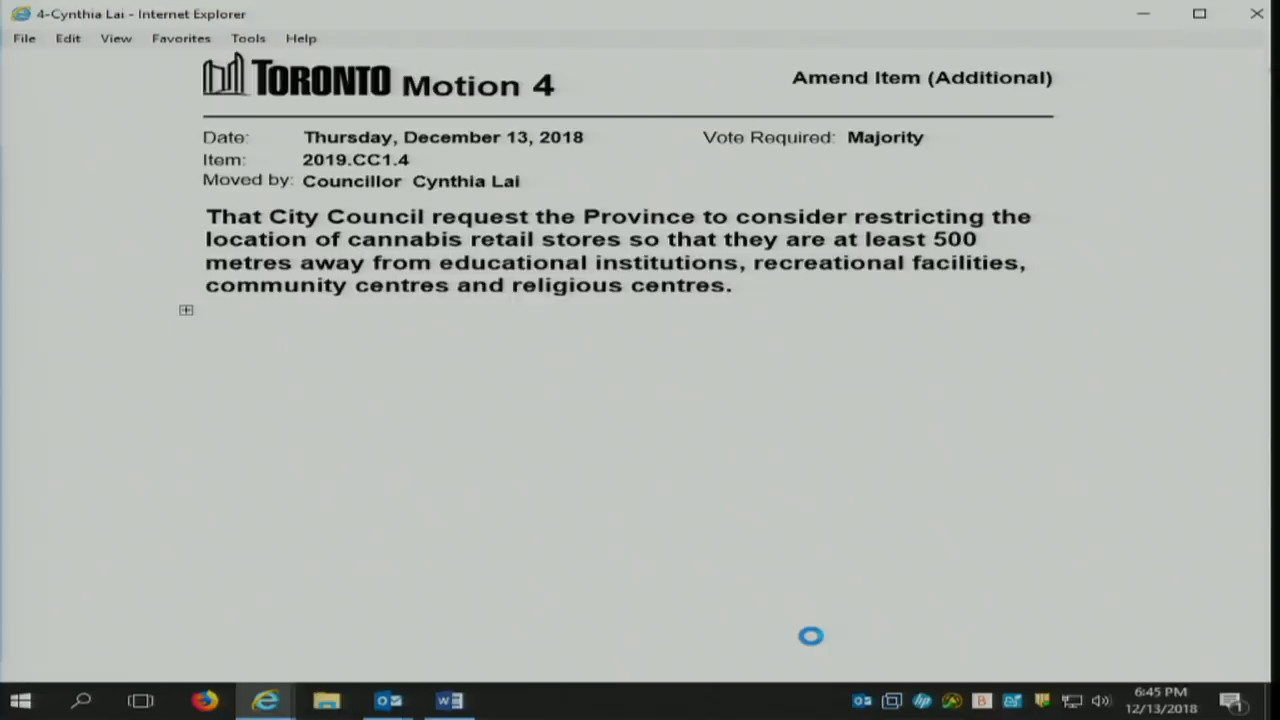 4-Cynthia Lai - Internet Explorer
File Edit View Favorites Tools Help
TORONTO Motion 4
Amend Item (Additional)
Date: Thursday, December 13, 2018
Vote Required: Majority
Item: 2019.CC1.4
Moved by: Councillor Cynthia Lai
That City Council request the Province to consider restricting the
location of cannabis retail stores so that they are at least 500
metres away from educational institutions, recreational facilities,
community centres and religious centres.
6:45 PM
12/13/2018